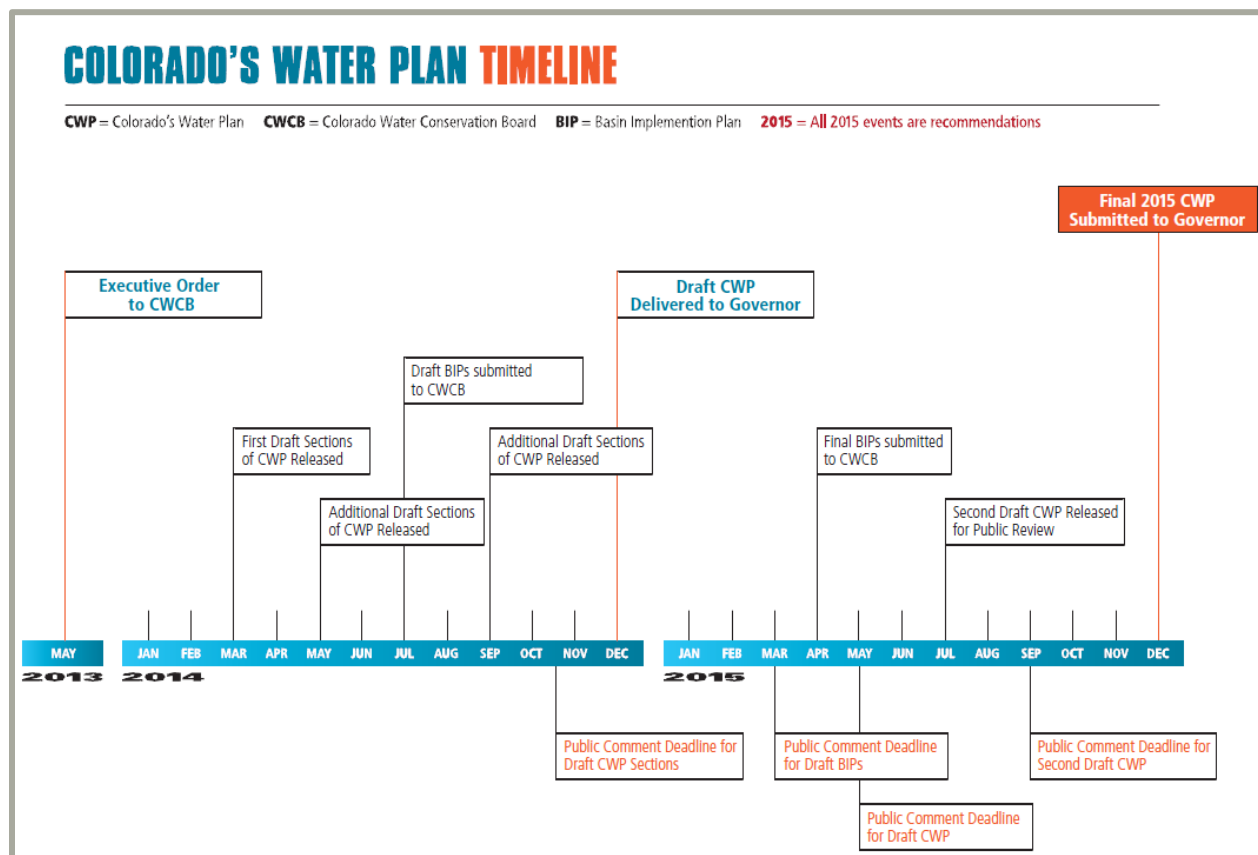 COLORADO'S WATER PLAN TIMELINE
CWP = Colorado's Water Plan CWCB = Colorado Water Conservation Board BIP = Basin Implemention Plan 2015 = All 2015 events are recommendations
Final 2015 CWP
Submitted to Governor
Executive Order
to CWCB
Draft CWP
Delivered to Governor
Draft BIPs submitted
to CWCB
First Draft Sections
of CWP Released
Additional Draft Sections
of CWP Released
Final BIPs submitted
to CWCB
Additional Draft Sections
of CWP Released
Second Draft CWP Released
for Public Review
MAY JAN FEB MAR APR MAY JUN JUL AUG SEP OCT NOV DEC JAN FEB MAR APR MAY JUN JUL AUG SEP OCT NOV DEC
2013 2014 2015
Public Comment Deadline for
Draft CWP Sections
Public Comment Deadline
for Draft BIPs
Public Comment Deadline for
Second Draft CWP
Public Comment Deadline
for Draft CWP